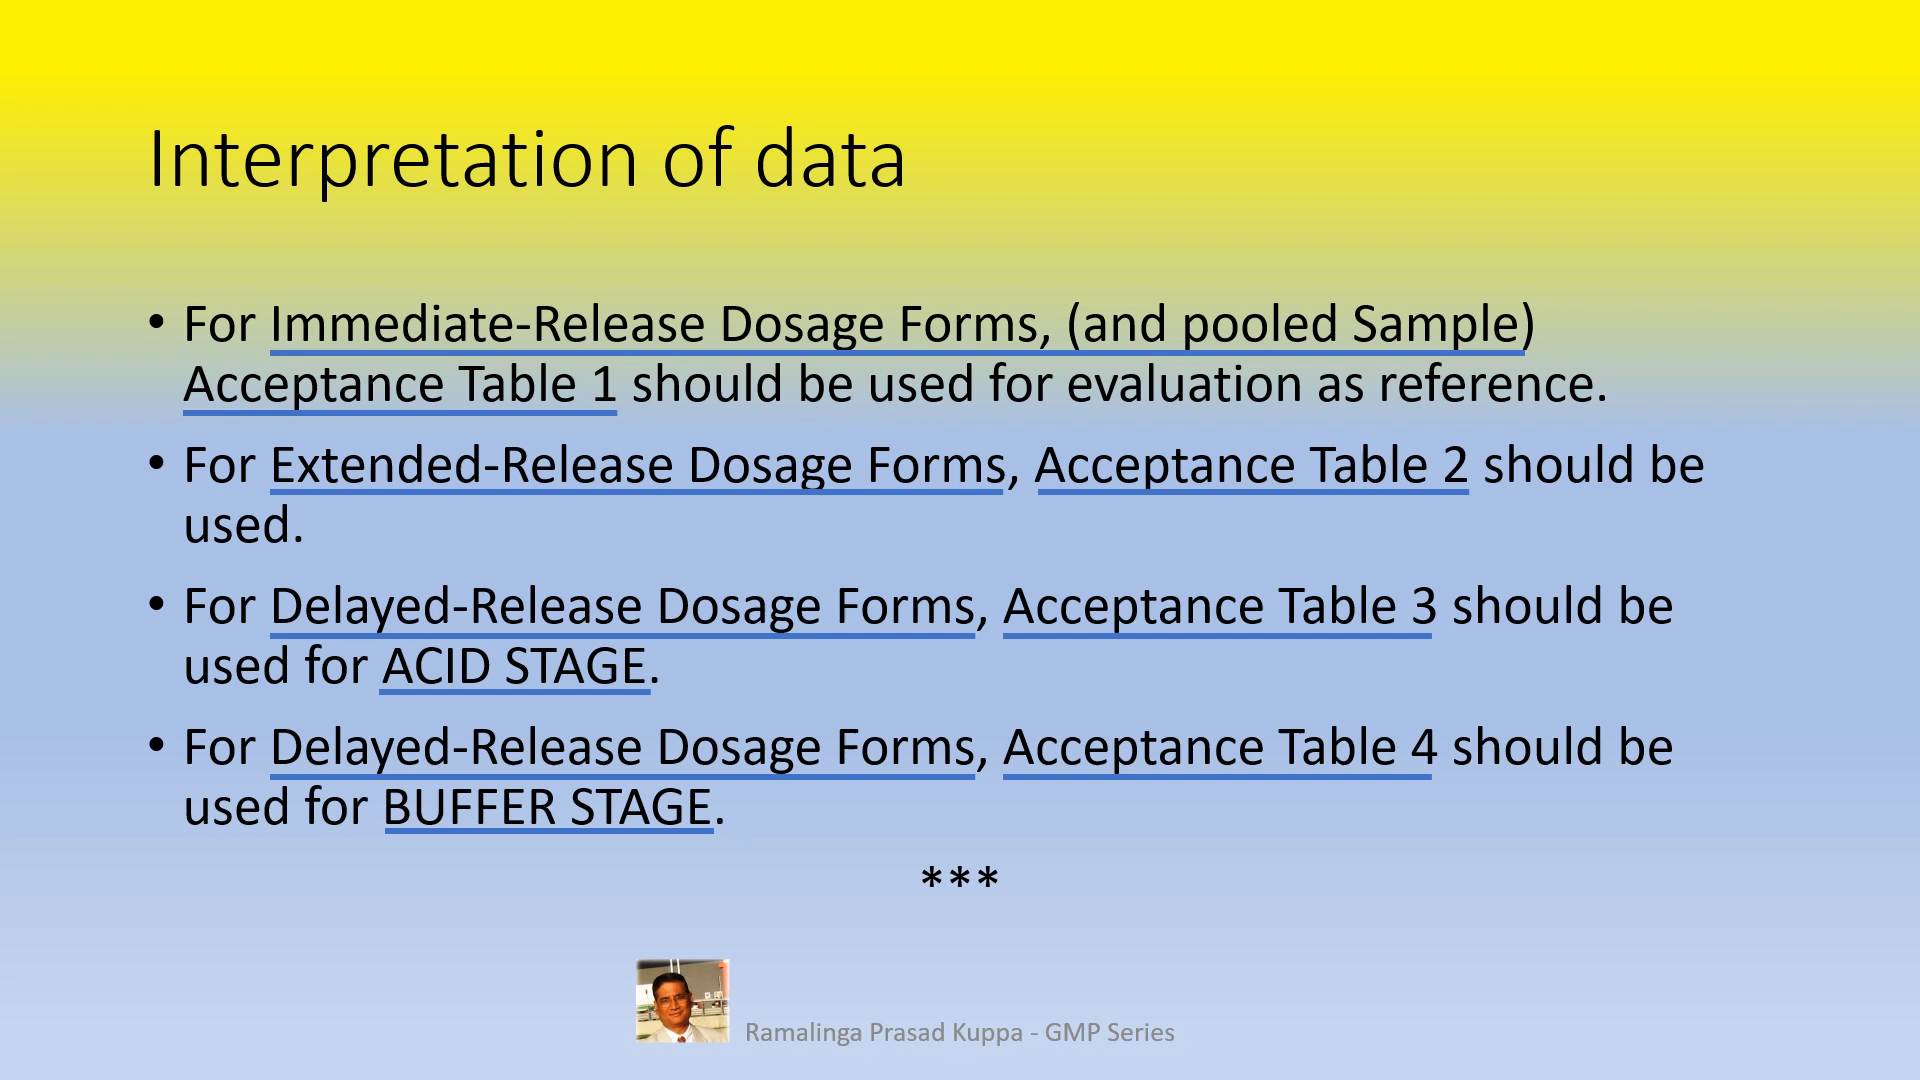 Interpretation of data
• For Immediate-Release Dosage Forms, (and pooled Sample)
Acceptance Table 1 should be used for evaluation as reference.
• For Extended-Release Dosage Forms, Acceptance Table 2 should be
used.
• For Delayed-Release Dosage Forms, Acceptance Table 3 should be
used for ACID STAGE.
• For Delayed-Release Dosage Forms, Acceptance Table 4 should be
used for BUFFER STAGE.
***
Ramalinga Prasad Kuppa - GMP Series